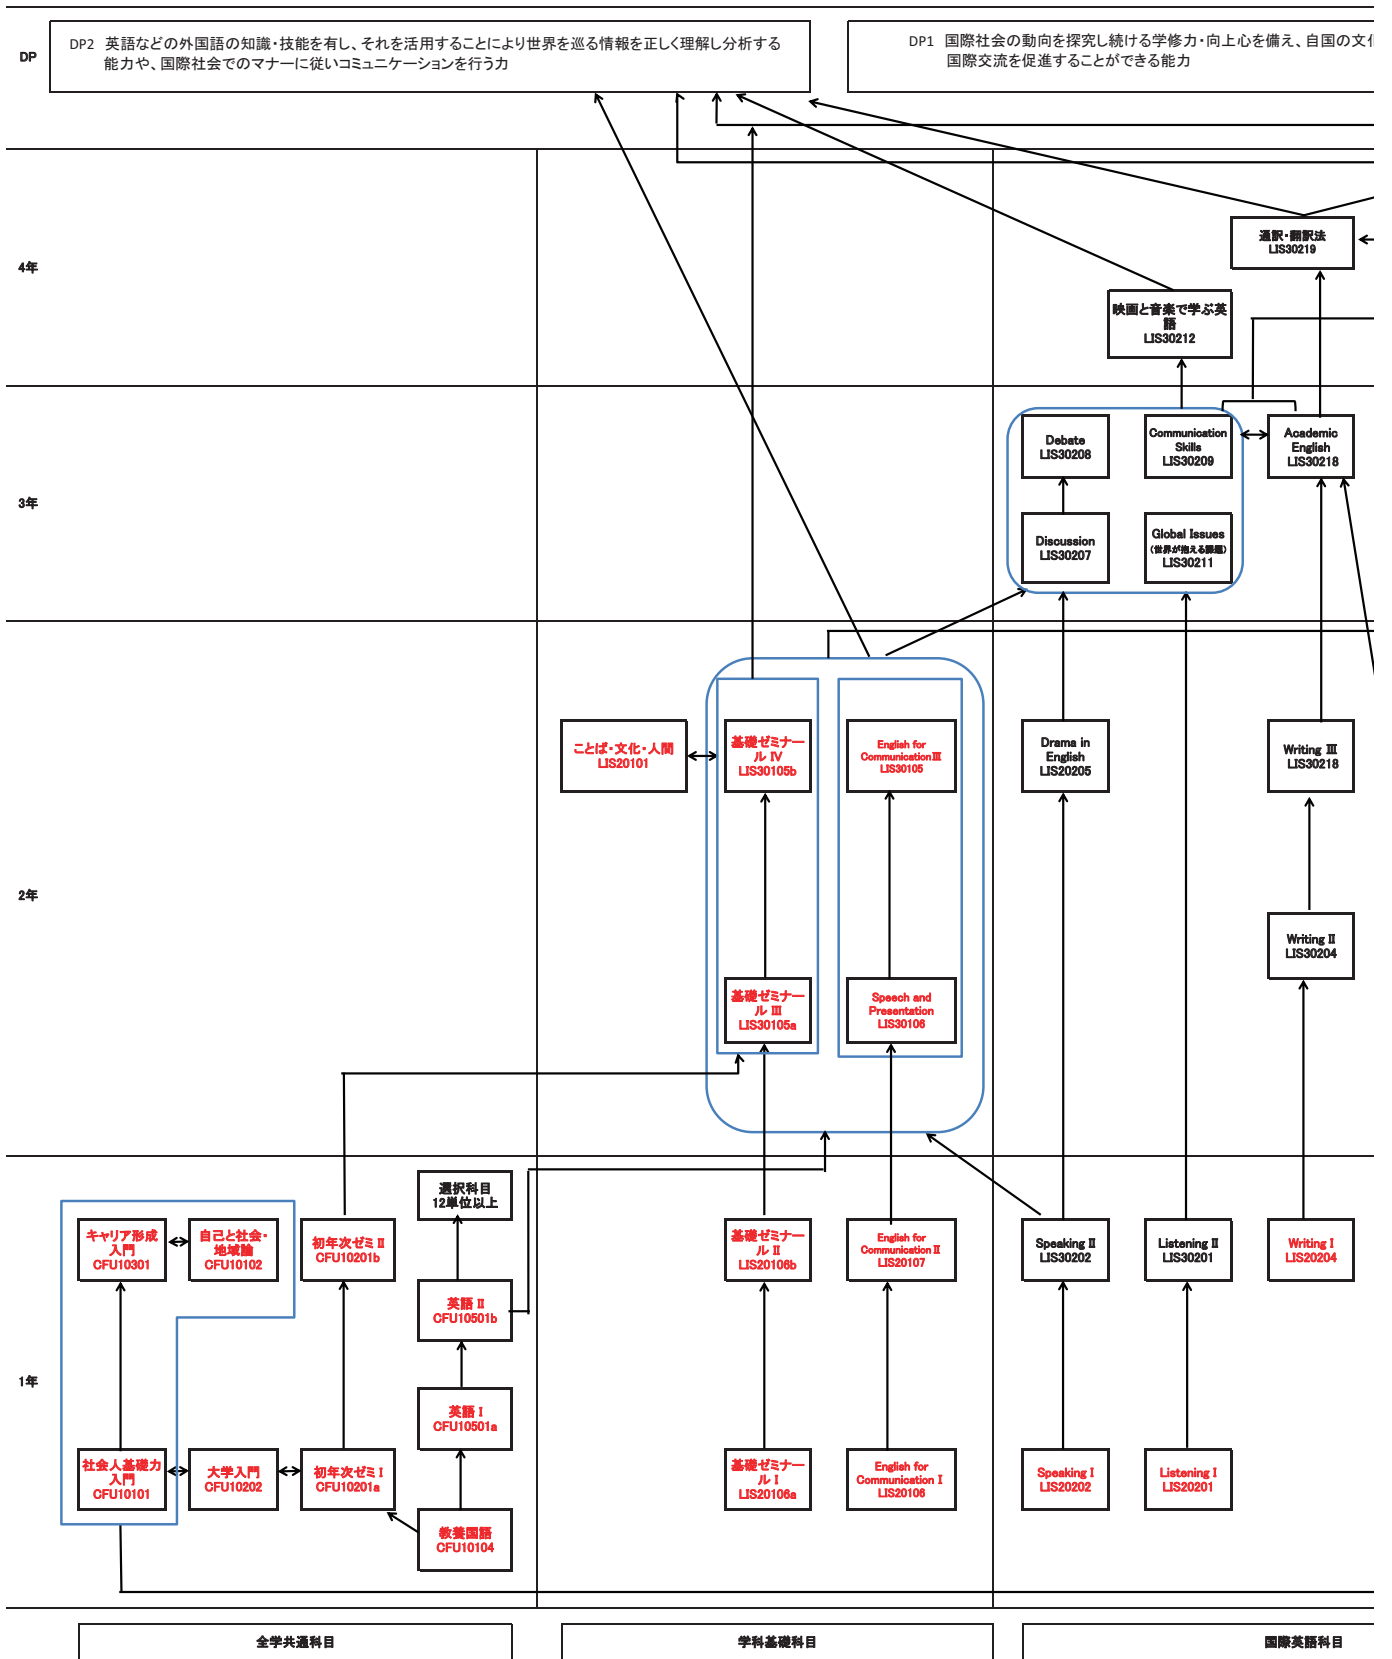 DP
DP2 英語などの外国語の知識・技能を有し、それを活用することにより世界を巡る情報を正しく理解し分析する
能力や、国際社会でのマナーに従いコミュニケーションを行う力
DP1 国際社会の動向を探究し続ける学修力・向上心を備え、自国の文
国際交流を促進することができる能力
4年
通訳・翻訳法
LIS30219
映画と音楽で学ぶ英
語
LIS30212
3年
Debate
LIS30208
Communication
Skills
LIS30209
Academic
English
LIS30218
Discussion
LIS30207
Global Issues
(世界が抱える課題)
LIS30211
2年
ことば・文化・人間
LIS20101
基礎ゼミナー
ル IV
LIS30105b
English for
Communication Ⅲ
LIS30105
Drama in
English
LIS20205
Writing Ⅲ
LIS30218
Writing Ⅱ
LIS30204
基礎ゼミナー
ル Ⅲ
LIS30105a
Speech and
Presentation
LIS30106
1年
選択科目
12単位以上
キャリア形成
入門
CFU10301
自己と社会・
地域論
CFU10102
初年次ゼミ Ⅱ
CFU10201b
基礎ゼミナー
ル Ⅱ
LIS20106b
English for
Communication Ⅱ
LIS20107
Speaking Ⅱ
LIS30202
Listening Ⅱ
LIS30201
Writing Ⅰ
LIS20204
英語 Ⅱ
CFU10501b
英語 Ⅰ
CFU10501a
社会人基礎力
入門
CFU10101
大学入門
CFU10202
初年次ゼミ Ⅰ
CFU10201a
基礎ゼミナー
ル Ⅰ
LIS20106a
English for
Communication Ⅰ
LIS20106
Speaking Ⅰ
LIS20202
Listening Ⅰ
LIS20201
教養国語
CFU10104
全学共通科目
学科基礎科目
国際英語科目